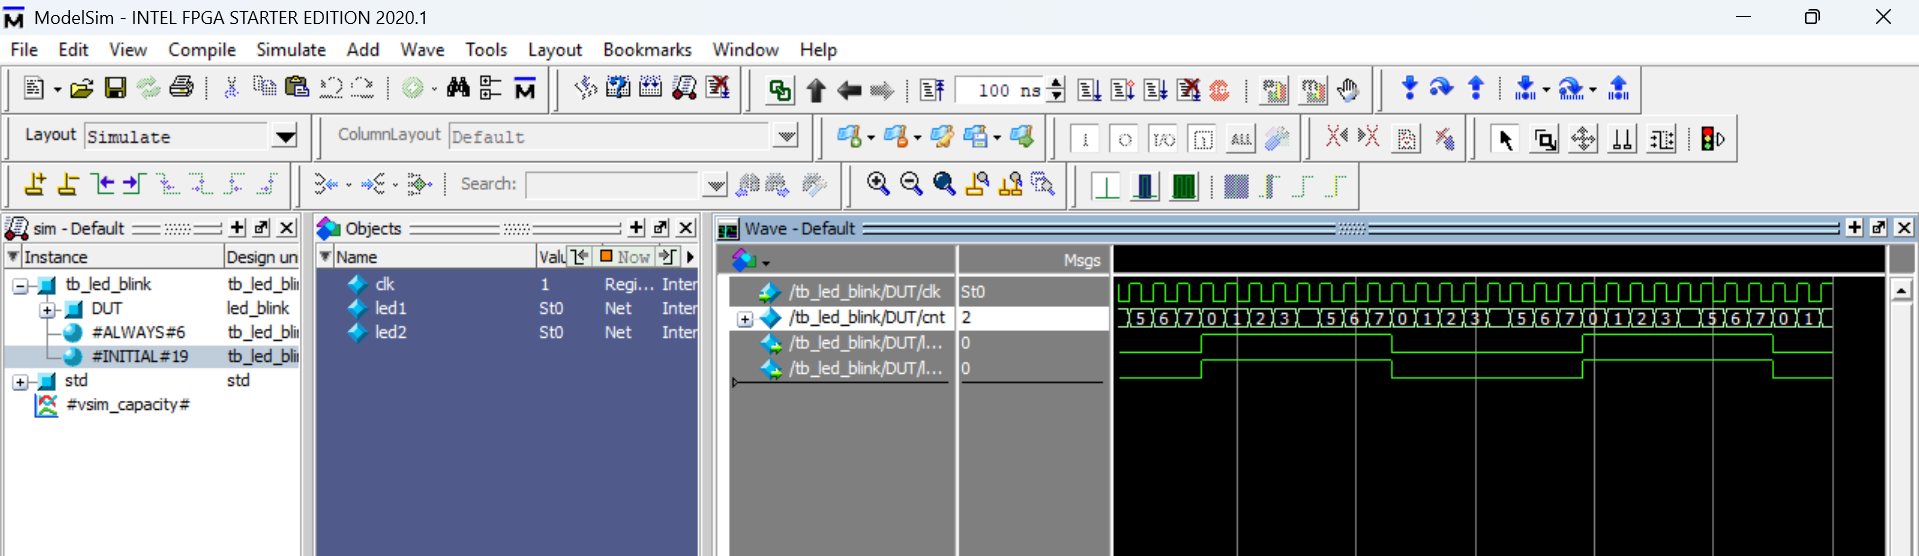 ModelSim - INTEL FPGA STARTER EDITION 2020.1
File Edit View Compile Simulate Add Wave Tools Layout Bookmarks Window Help
100 ns
Layout Simulate ColumnLayout Default
ALL
Search:
sim - Default
Instance Design un
tb_led_blink tb_led_bli
DUT led_blink
#ALWAYS#6 tb_led_bli
#INITIAL#19 tb_led_bli
std std
#vsim_capacity#
Objects
Name Valu Now
clk 1 Regi... Inter
led1 St0 Net Inter
led2 St0 Net Inter
Wave - Default
Msgs
/tb_led_blink/DUT/clk St0
/tb_led_blink/DUT/cnt 2 5 6 7 0 1 2 3 5 6 7 0 1 2 3 5 6 7 0 1 2 3 5 6 7 0 1
/tb_led_blink/DUT/l... 0
/tb_led_blink/DUT/l... 0